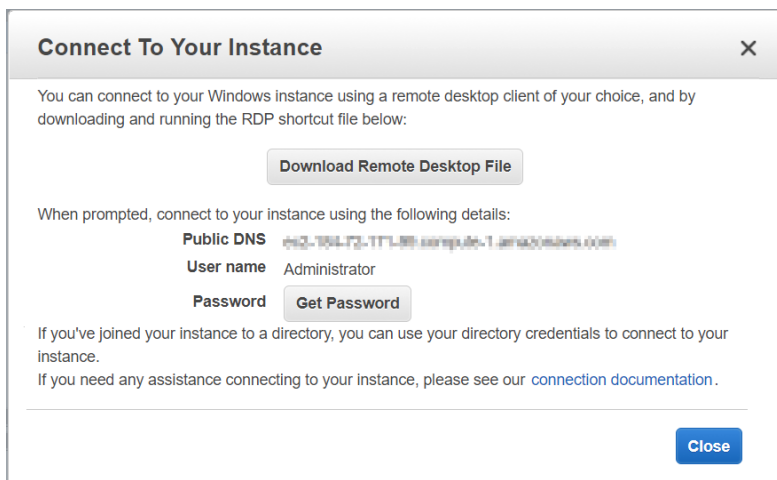 Connect To Your Instance
You can connect to your Windows instance using a remote desktop client of your choice, and by
downloading and running the RDP shortcut file below:
Download Remote Desktop File
When prompted, connect to your instance using the following details:
Public DNS
User name Administrator
Password Get Password
If you've joined your instance to a directory, you can use your directory credentials to connect to your
instance.
If you need any assistance connecting to your instance, please see our connection documentation.
Close